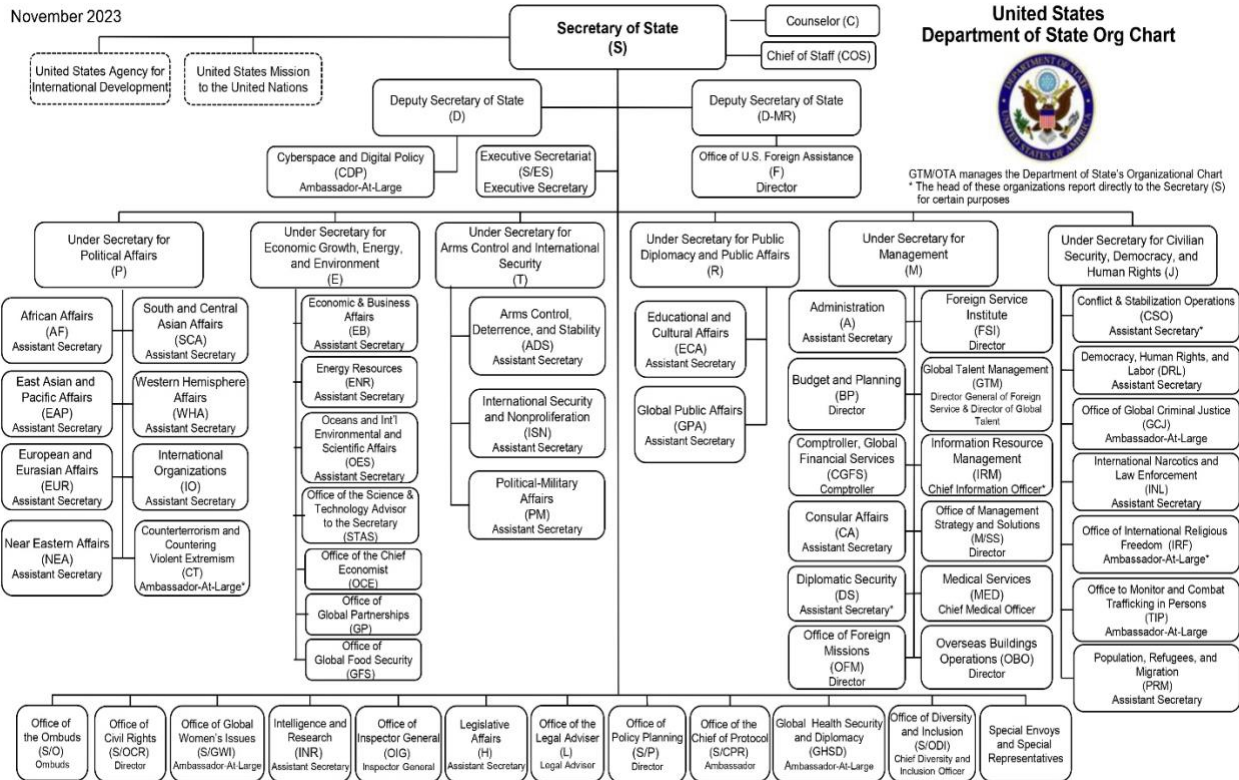 November 2023
Secretary of State
(S)
Counselor (C)
Chief of Staff (COS)
United States
Department of State Org Chart
DEPARTMENT OF STATE
UNITED STATES OF AMERICA
GTM/OTA manages the Department of State's Organizational Chart
* The head of these organizations report directly to the Secretary (S)
for certain purposes
United States Agency for
International Development
United States Mission
to the United Nations
Deputy Secretary of State
(D)
Deputy Secretary of State
(D-MR)
Cyberspace and Digital Policy
(CDP)
Ambassador-At-Large
Executive Secretariat
(S/ES)
Executive Secretary
Office of U.S. Foreign Assistance
(F)
Director
Under Secretary for
Political Affairs
(P)
African Affairs
(AF)
Assistant Secretary
South and Central
Asian Affairs
(SCA)
Assistant Secretary
East Asian and
Pacific Affairs
(EAP)
Assistant Secretary
Western Hemisphere
Affairs
(WHA)
Assistant Secretary
European and
Eurasian Affairs
(EUR)
Assistant Secretary
International
Organizations
(IO)
Assistant Secretary
Near Eastern Affairs
(NEA)
Assistant Secretary
Counterterrorism and
Countering
Violent Extremism
(CT)
Ambassador-At-Large*
Under Secretary for
Economic Growth, Energy,
and Environment
(E)
Economic & Business
Affairs
(EB)
Assistant Secretary
Energy Resources
(ENR)
Assistant Secretary
Oceans and Int'l
Environmental and
Scientific Affairs
(OES)
Assistant Secretary
Office of the Science &
Technology Advisor
to the Secretary
(STAS)
Office of the Chief
Economist
(OCE)
Office of
Global Partnerships
(GP)
Office of
Global Food Security
(GFS)
Under Secretary for
Arms Control and International
Security
(T)
Arms Control,
Deterrence, and Stability
(ADS)
Assistant Secretary
International Security
and Nonproliferation
(ISN)
Assistant Secretary
Political-Military
Affairs
(PM)
Assistant Secretary
Under Secretary for Public
Diplomacy and Public Affairs
(R)
Educational and
Cultural Affairs
(ECA)
Assistant Secretary
Global Public Affairs
(GPA)
Assistant Secretary
Under Secretary for
Management
(M)
Administration
(A)
Assistant Secretary
Foreign Service
Institute
(FSI)
Director
Budget and Planning
(BP)
Director
Global Talent Management
(GTM)
Director General of Foreign
Service & Director of Global
Talent
Comptroller, Global
Financial Services
(CGFS)
Comptroller
Information Resource
Management
(IRM)
Chief Information Officer*
Consular Affairs
(CA)
Assistant Secretary
Office of Management
Strategy and Solutions
(M/SS)
Director
Diplomatic Security
(DS)
Assistant Secretary*
Medical Services
(MED)
Chief Medical Officer
Office of Foreign
Missions
(OFM)
Director
Overseas Buildings
Operations (OBO)
Director
Under Secretary for Civilian
Security, Democracy, and
Human Rights (J)
Conflict & Stabilization Operations
(CSO)
Assistant Secretary*
Democracy, Human Rights, and
Labor (DRL)
Assistant Secretary
Office of Global Criminal Justice
(GCJ)
Ambassador-At-Large
International Narcotics and
Law Enforcement
(INL)
Assistant Secretary
Office of International Religious
Freedom (IRF)
Ambassador-At-Large*
Office to Monitor and Combat
Trafficking in Persons
(TIP)
Ambassador-At-Large
Population, Refugees, and
Migration
(PRM)
Assistant Secretary
Office of
the Ombuds
(S/O)
Ombuds
Office of
Civil Rights
(S/OCR)
Director
Office of Global
Women's Issues
(S/GWI)
Ambassador-At-Large
Intelligence and
Research
(INR)
Assistant Secretary
Office of
Inspector General
(OIG)
Inspector General
Legislative
Affairs
(H)
Assistant Secretary
Office of the
Legal Adviser
(L)
Legal Adviser
Office of
Policy Planning
(S/P)
Director
Office of the
Chief of Protocol
(S/CPR)
Ambassador
Global Health Security
and Diplomacy
(GHSD)
Ambassador-At-Large
Office of Diversity
and Inclusion
(S/ODI)
Chief Diversity and
Inclusion Officer
Special Envoys and
Special
Representatives